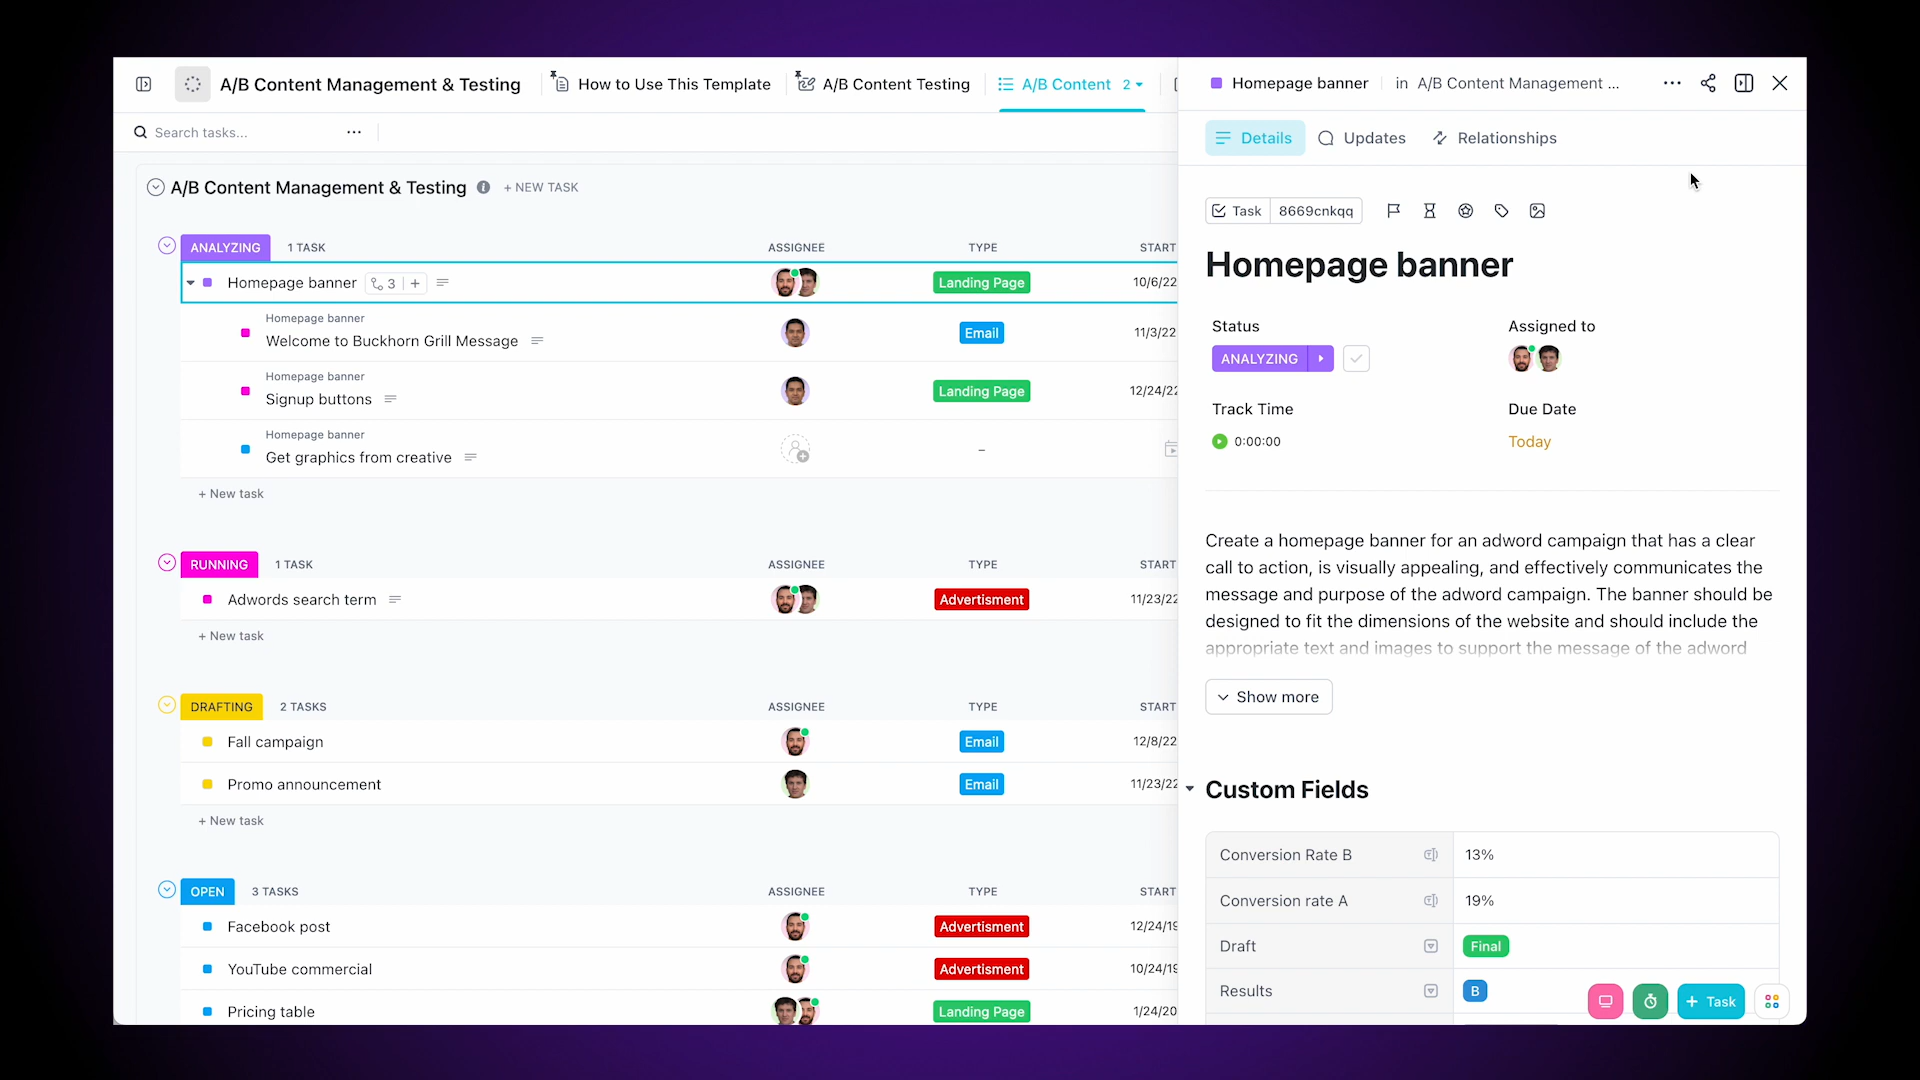 A/B Content Management & Testing
How to Use This Template
A/B Content Testing
A/B Content 2
Search tasks...
A/B Content Management & Testing + NEW TASK
ANALYZING 1 TASK ASSIGNEE TYPE START
Homepage banner 3 + Landing Page 10/6/22
Homepage banner
Welcome to Buckhorn Grill Message Email 11/3/22
Homepage banner
Signup buttons Landing Page 12/24/22
Homepage banner
Get graphics from creative –
+ New task
RUNNING 1 TASK ASSIGNEE TYPE START
Adwords search term Advertisment 11/23/22
+ New task
DRAFTING 2 TASKS ASSIGNEE TYPE START
Fall campaign Email 12/8/22
Promo announcement Email 11/23/22
+ New task
OPEN 3 TASKS ASSIGNEE TYPE START
Facebook post Advertisment 12/24/19
YouTube commercial Advertisment 10/24/19
Pricing table Landing Page 1/24/20
Homepage banner in A/B Content Management ...
Details Updates Relationships
Task 8669cnkqq
Homepage banner
Status Assigned to
ANALYZING
Track Time Due Date
0:00:00 Today
Create a homepage banner for an adword campaign that has a clear
call to action, is visually appealing, and effectively communicates the
message and purpose of the adword campaign. The banner should be
designed to fit the dimensions of the website and should include the
appropriate text and images to support the message of the adword
Show more
Custom Fields
Conversion Rate B 13%
Conversion rate A 19%
Draft Final
Results B
+ Task